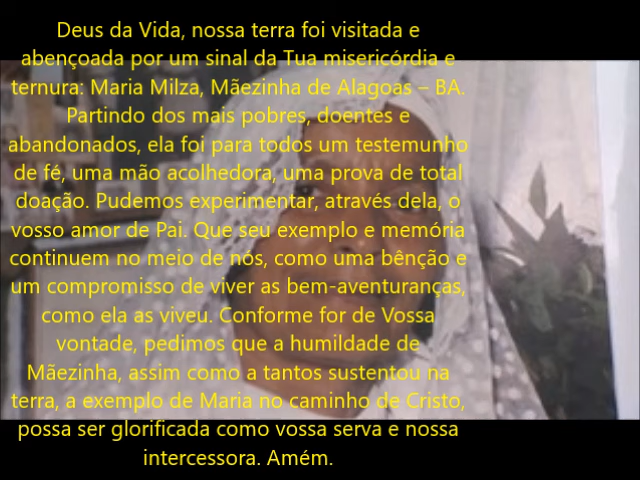 Deus da Vida, nossa terra foi visitada e
abençoada por um sinal da Tua misericórdia e
ternura: Maria Milza, Mãezinha de Alagoas – BA.
Partindo dos mais pobres, doentes e
abandonados, ela foi para todos um testemunho
de fé, uma mão acolhedora, uma prova de total
doação. Pudemos experimentar, através dela, o
vosso amor de Pai. Que seu exemplo e memória
continuem no meio de nós, como uma bênção e
um compromisso de viver as bem-aventuranças,
como ela as viveu. Conforme for de Vossa
vontade, pedimos que a humildade de
Mãezinha, assim como a tantos sustentou na
terra, a exemplo de Maria no caminho de Cristo,
possa ser glorificada como vossa serva e nossa
intercessora. Amém.